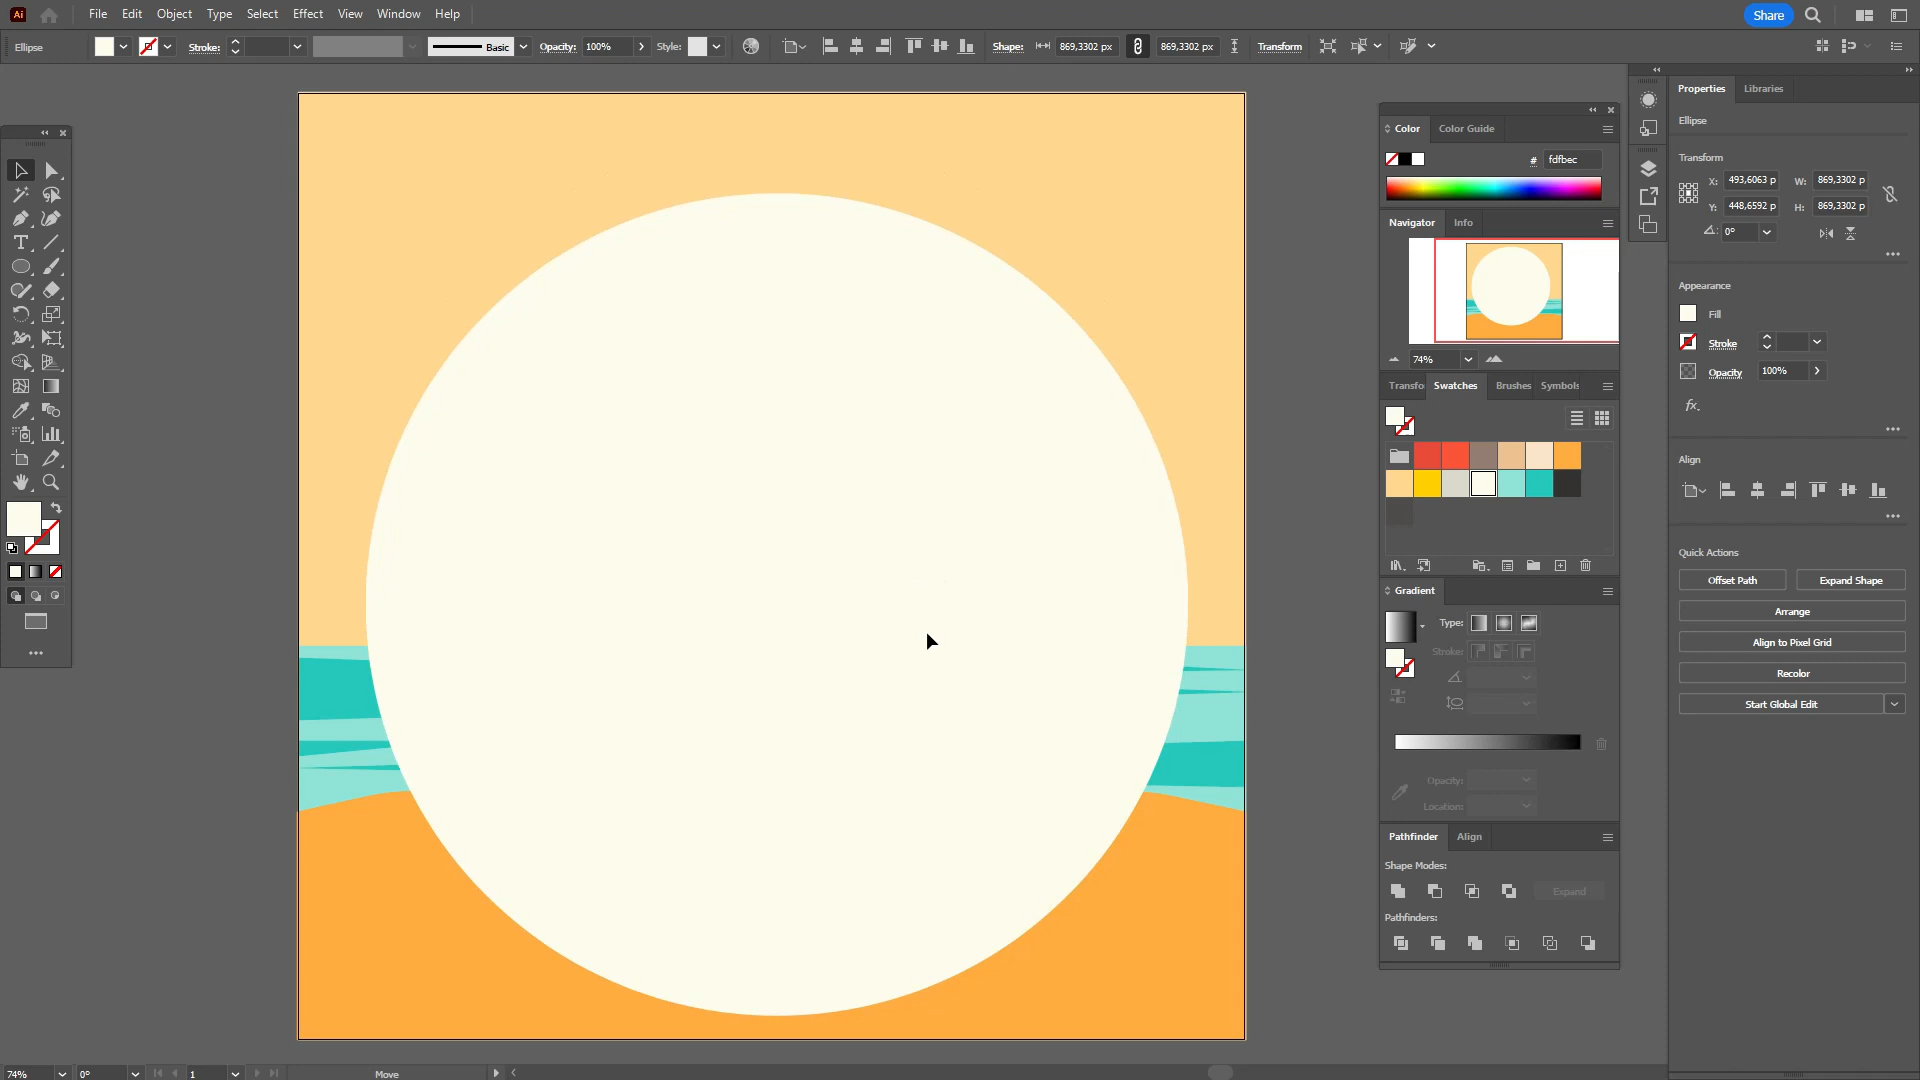 Ai File Edit Object Type Select Effect View Window Help Share
Ellipse Stroke: Basic Opacity: 100% Style: Shape: 869,3302 px 869,3302 px Transform
Properties Libraries
Ellipse
Transform
X: 493,6063 p W: 869,3302 p
Y: 448,6592 p H: 869,3302 p
0°
Appearance
Fill
Stroke
Opacity 100%
fx.
Align
Quick Actions
Offset Path Expand Shape
Arrange
Align to Pixel Grid
Recolor
Start Global Edit
Color Color Guide
# fdfbec
Navigator Info
74%
Transfo Swatches Brushes Symbols
Gradient
Type:
Stroke:
Opacity:
Location:
Pathfinder Align
Shape Modes:
Expand
Pathfinders:
74% 0° 1 Move